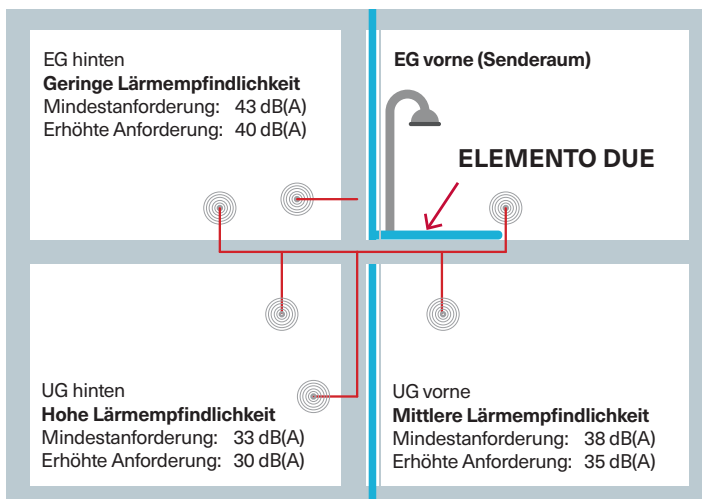 EG hinten
Geringe Lärmempfindlichkeit
Mindestanforderung: 43 dB(A)
Erhöhte Anforderung: 40 dB(A)
EG vorne (Senderaum)
ELEMENTO DUE
UG hinten
Hohe Lärmempfindlichkeit
Mindestanforderung: 33 dB(A)
Erhöhte Anforderung: 30 dB(A)
UG vorne
Mittlere Lärmempfindlichkeit
Mindestanforderung: 38 dB(A)
Erhöhte Anforderung: 35 dB(A)